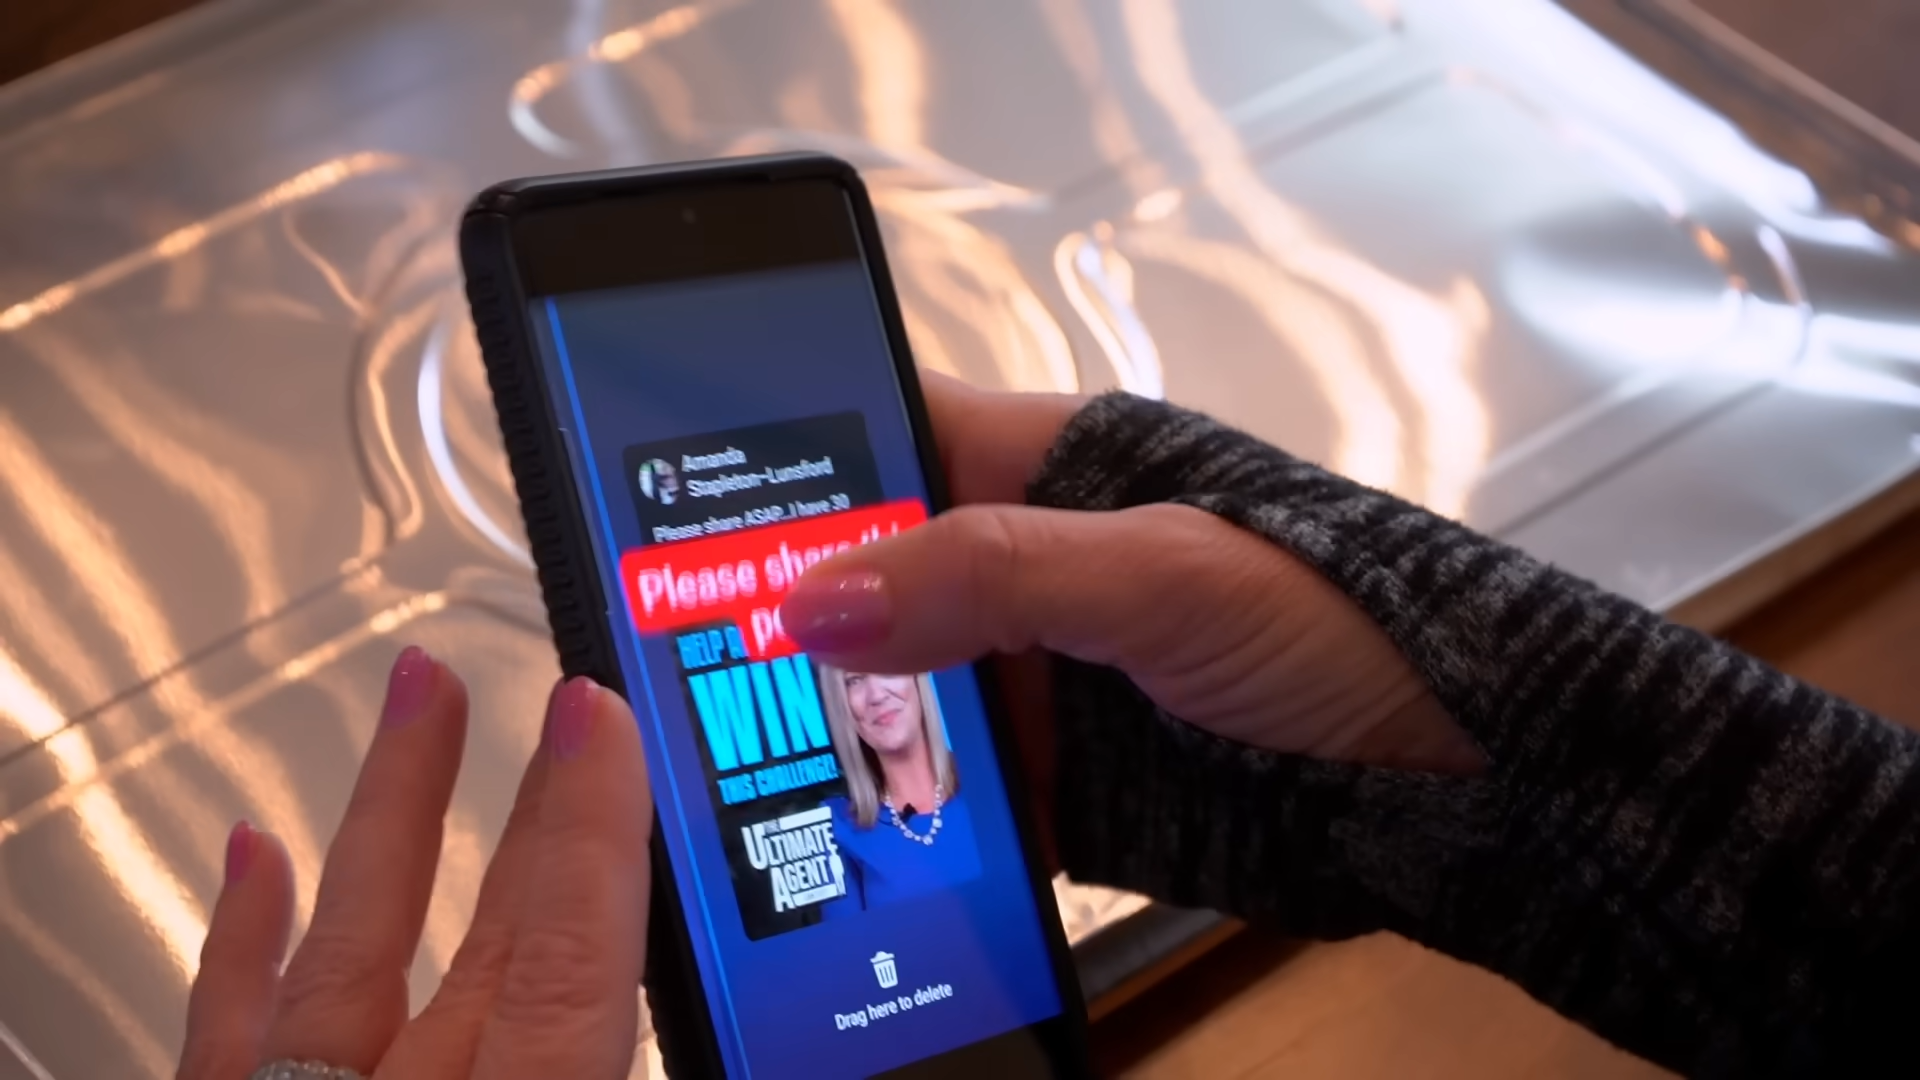 Amanda
Stapleton-Lunsford
Please share ASAP...I have 30
Please
HELP
WIN
THIS CHALLENGE!
THE
ULTIMATE
AGENT
Drag here to delete